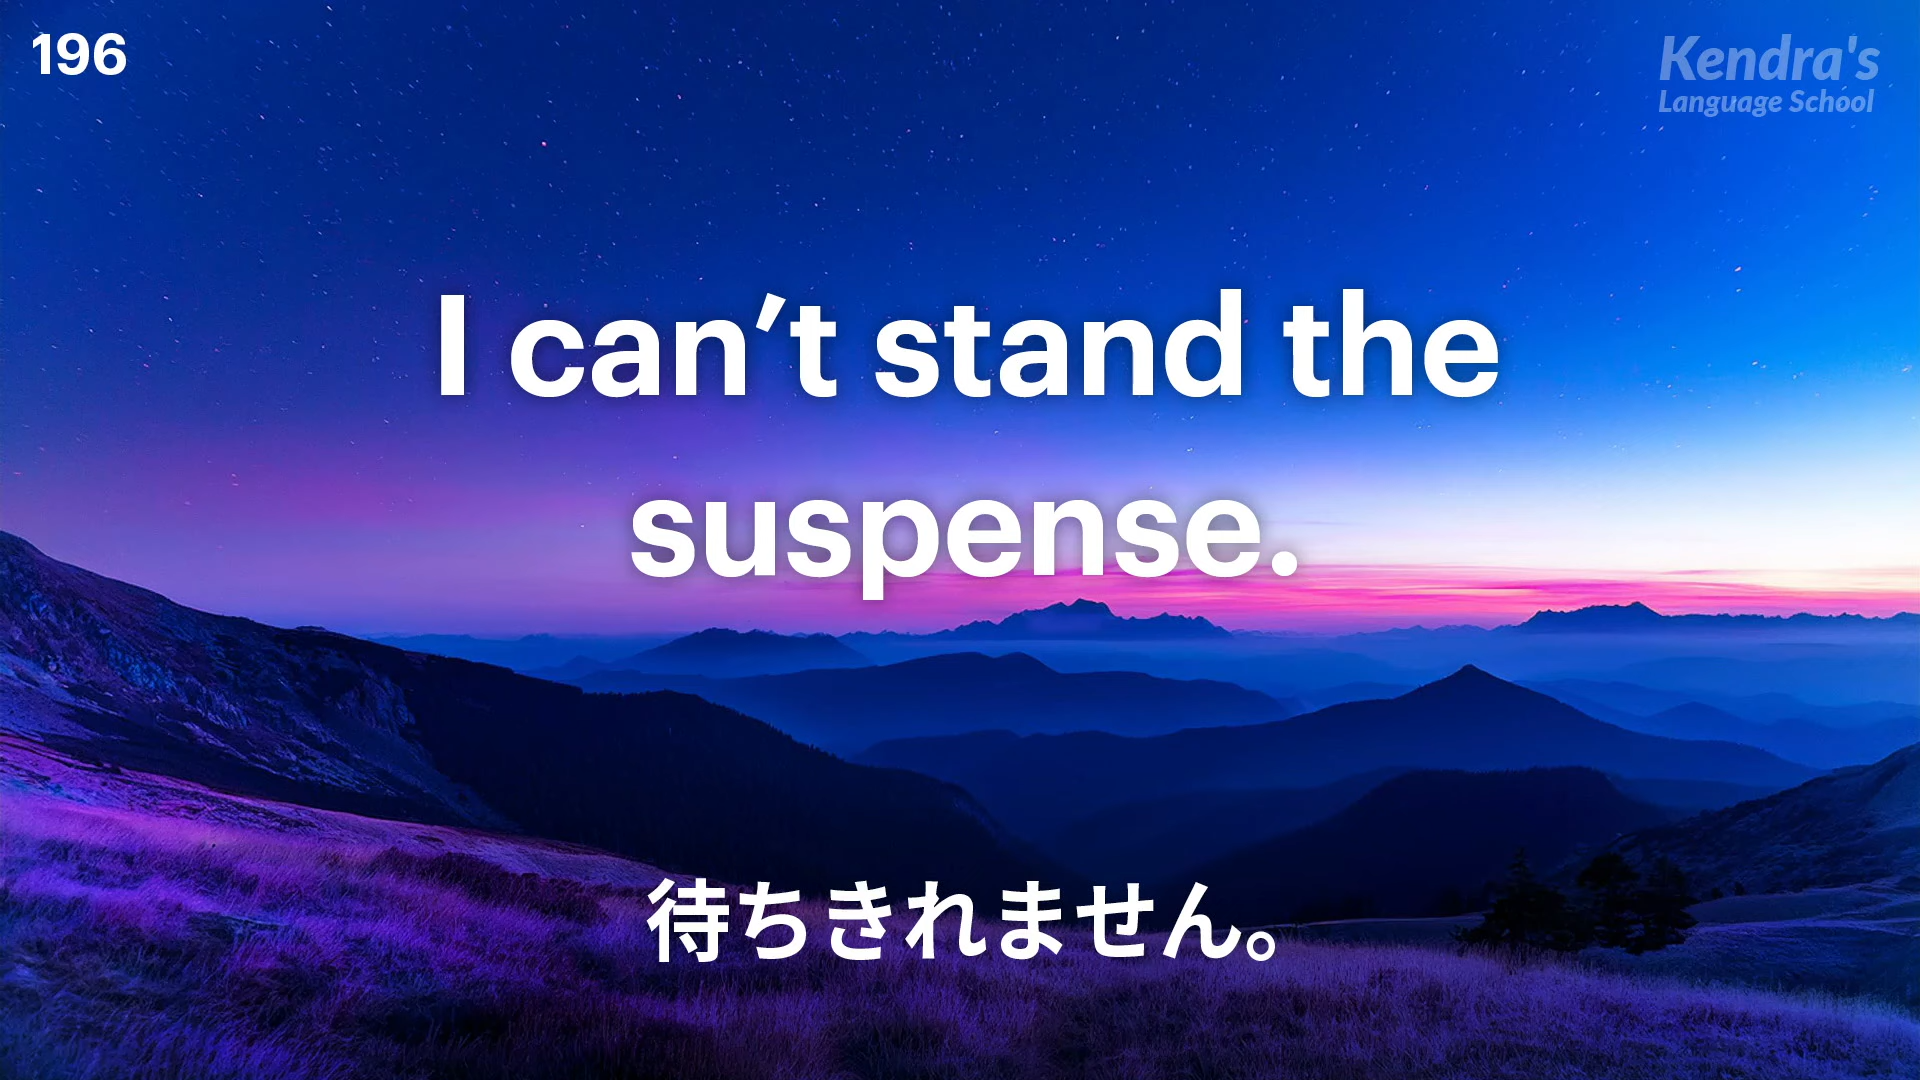 196
Kendra's
Language School
I can’t stand the
suspense.
待ちきれません。